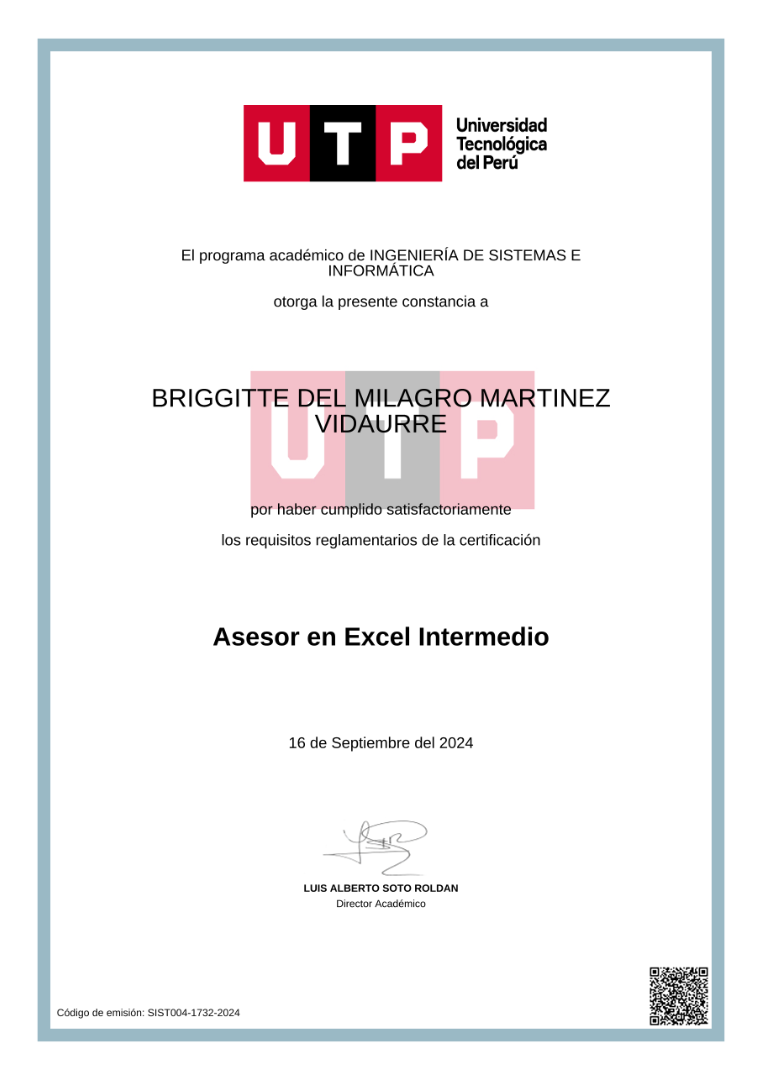 UTP
Universidad
Tecnológica
del Perú
El programa académico de INGENIERÍA DE SISTEMAS E
INFORMÁTICA
otorga la presente constancia a
UTP
BRIGGITTE DEL MILAGRO MARTINEZ
VIDAURRE
por haber cumplido satisfactoriamente
los requisitos reglamentarios de la certificación
Asesor en Excel Intermedio
16 de Septiembre del 2024
LUIS ALBERTO SOTO ROLDAN
Director Académico
Código de emisión: SIST004-1732-2024